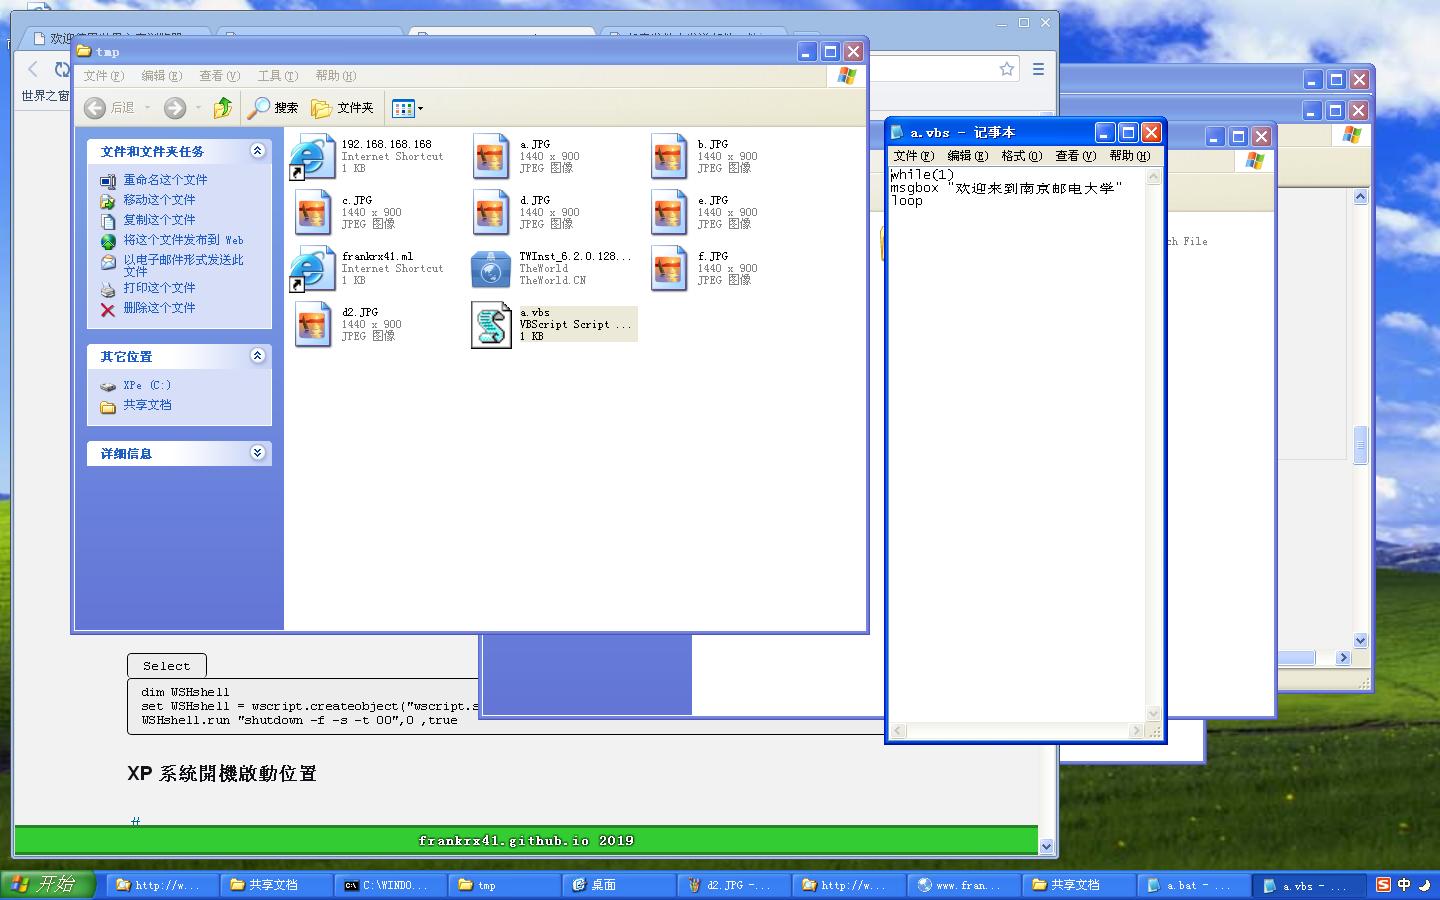 tmp
文件(F) 编辑(E) 查看(V) 工具(T) 帮助(H)
后退 搜索 文件夹
世界之窗
文件和文件夹任务
重命名这个文件
移动这个文件
复制这个文件
将这个文件发布到 Web
以电子邮件形式发送此
文件
打印这个文件
删除这个文件
其它位置
XPe (C:)
共享文档
详细信息
192.168.168.168
Internet Shortcut
1 KB
a.JPG
1440 x 900
JPEG 图像
b.JPG
1440 x 900
JPEG 图像
c.JPG
1440 x 900
JPEG 图像
d.JPG
1440 x 900
JPEG 图像
e.JPG
1440 x 900
JPEG 图像
frankrx41.ml
Internet Shortcut
1 KB
TWInst_6.2.0.128...
TheWorld
TheWorld.CN
f.JPG
1440 x 900
JPEG 图像
d2.JPG
1440 x 900
JPEG 图像
a.vbs
VBScript Script ...
1 KB
a.vbs - 记事本
文件(F) 编辑(E) 格式(O) 查看(V) 帮助(H)
while(1)
msgbox "欢迎来到南京邮电大学"
loop
ch File
Select
dim WSHshell
set WSHshell = wscript.createobject("wscript.s
WSHshell.run "shutdown -f -s -t 00",0 ,true
XP 系统開機啟動位置
#
frankrx41.github.io 2019
开始 http://w... 共享文档 C:\WINDO... tmp 桌面 d2.JPG -... http://w... www.fran... 共享文档 a.bat - ... a.vbs - ... 中